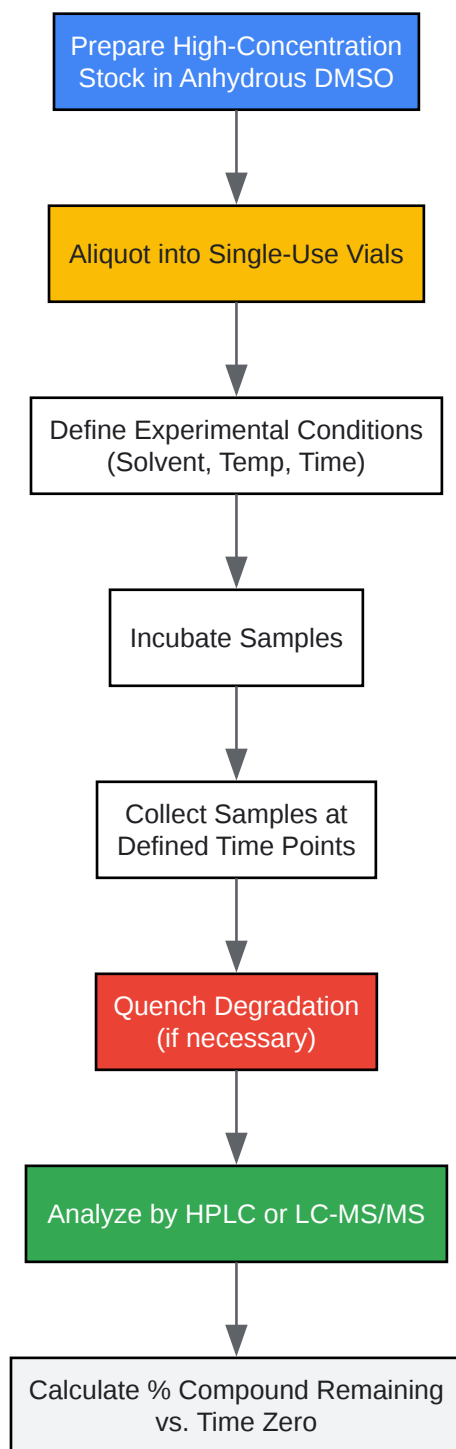 Prepare High-Concentration
Stock in Anhydrous DMSO
Aliquot into Single-Use Vials
Define Experimental Conditions
(Solvent, Temp, Time)
Incubate Samples
Collect Samples at
Defined Time Points
Quench Degradation
(if necessary)
Analyze by HPLC or LC-MS/MS
Calculate % Compound Remaining
vs. Time Zero